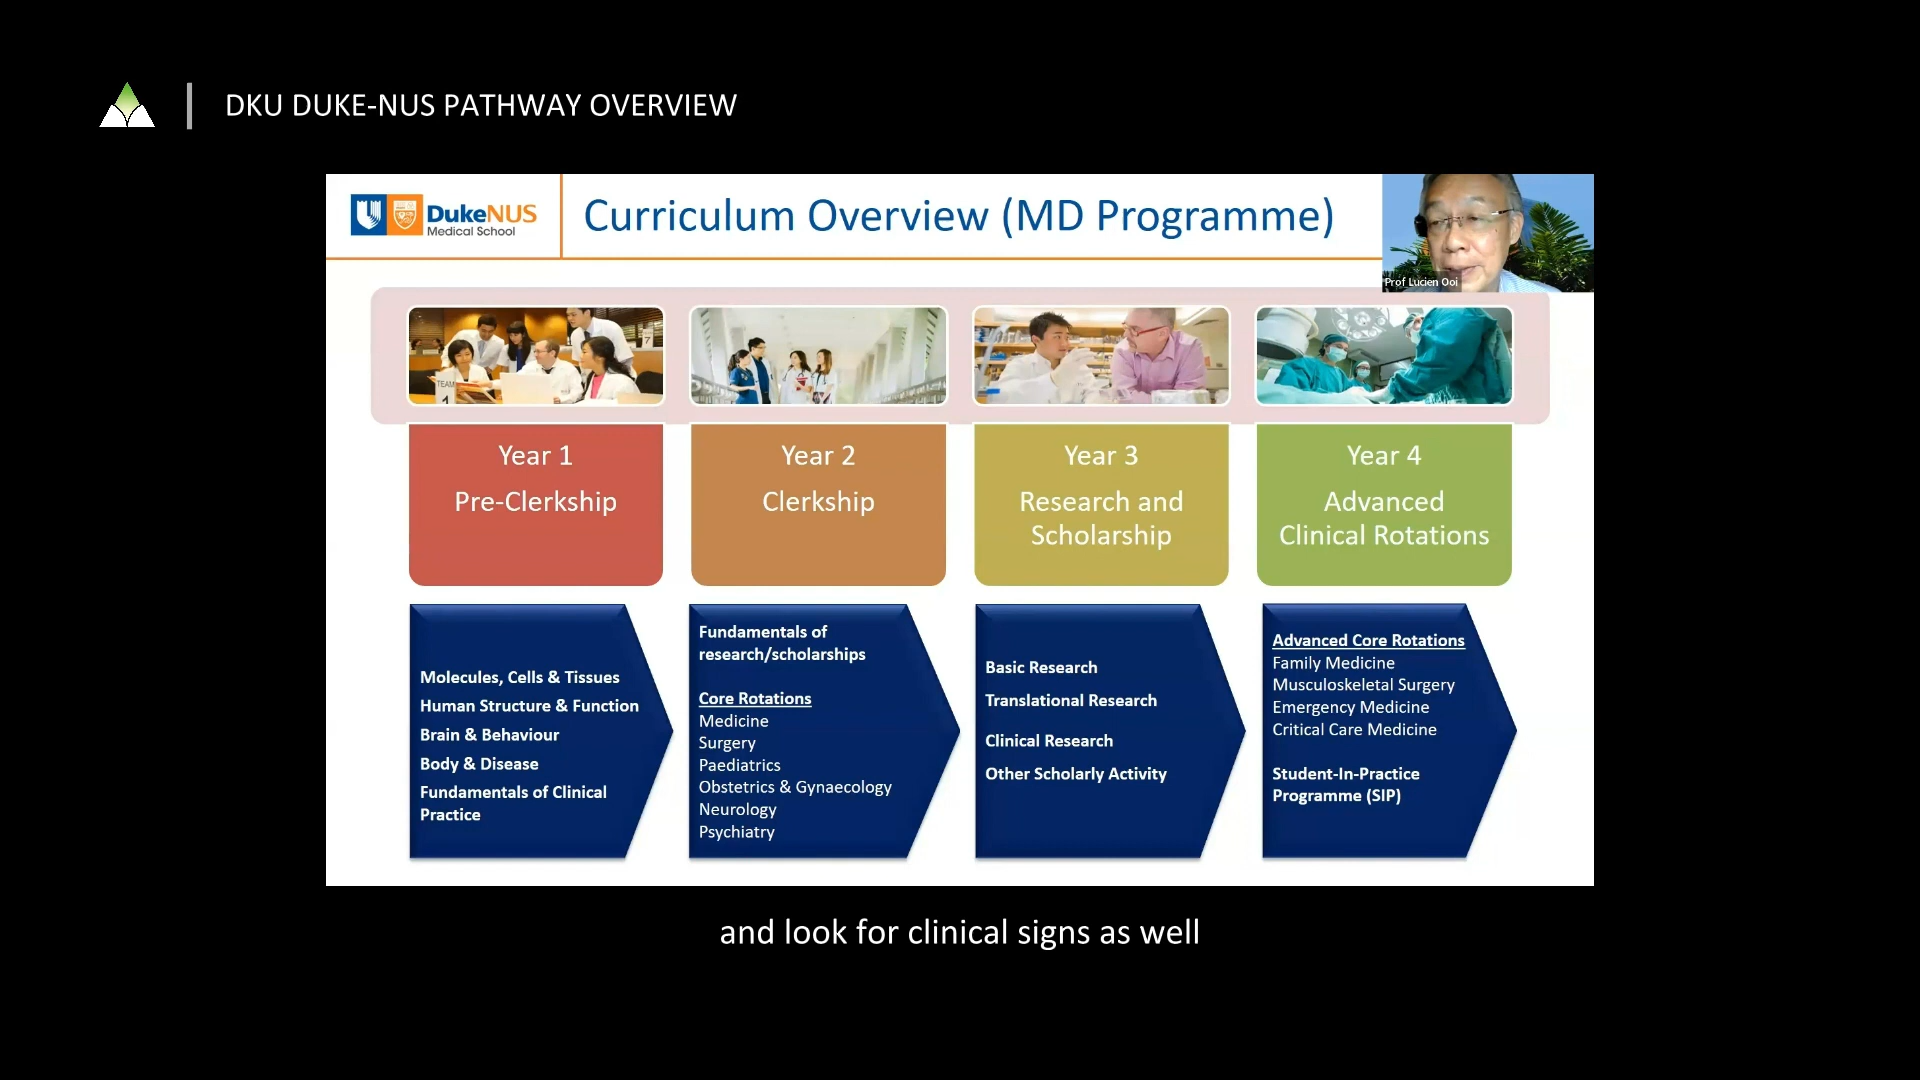 DKU DUKE-NUS PATHWAY OVERVIEW
DukeNUS
Medical School
Curriculum Overview (MD Programme)
Prof Lucien Ooi
TEAM
1
7
Year 1
Pre-Clerkship
Year 2
Clerkship
Year 3
Research and
Scholarship
Year 4
Advanced
Clinical Rotations
Molecules, Cells & Tissues
Human Structure & Function
Brain & Behaviour
Body & Disease
Fundamentals of Clinical
Practice
Fundamentals of
research/scholarships
Core Rotations
Medicine
Surgery
Paediatrics
Obstetrics & Gynaecology
Neurology
Psychiatry
Basic Research
Translational Research
Clinical Research
Other Scholarly Activity
Advanced Core Rotations
Family Medicine
Musculoskeletal Surgery
Emergency Medicine
Critical Care Medicine
Student-In-Practice
Programme (SIP)
and look for clinical signs as well